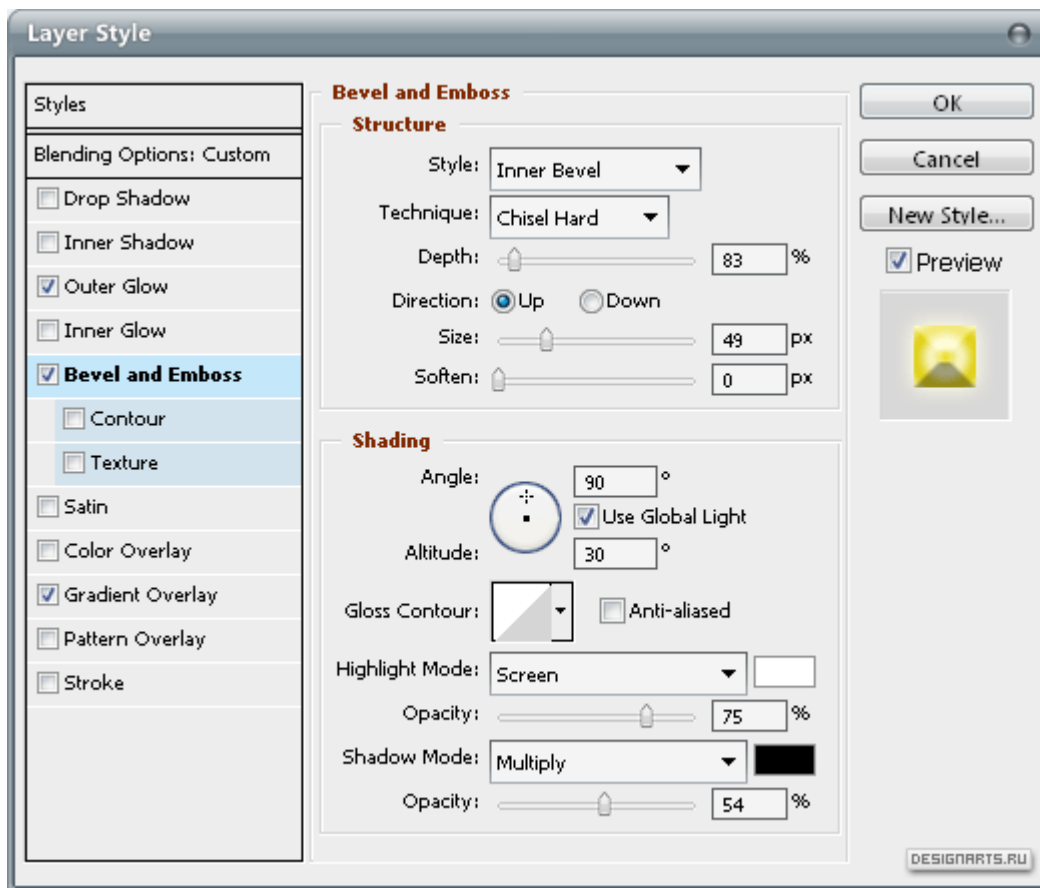 Layer Style
Styles
Blending Options: Custom
Drop Shadow
Inner Shadow
Outer Glow
Inner Glow
Bevel and Emboss
Contour
Texture
Satin
Color Overlay
Gradient Overlay
Pattern Overlay
Stroke
Bevel and Emboss
Structure
Style: Inner Bevel
Technique: Chisel Hard
Depth: 83 %
Direction: Up Down
Size: 49 px
Soften: 0 px
Shading
Angle: 90 °
Use Global Light
Altitude: 30 °
Gloss Contour: Anti-aliased
Highlight Mode: Screen
Opacity: 75 %
Shadow Mode: Multiply
Opacity: 54 %
OK
Cancel
New Style...
Preview
DESIGNARTS.RU